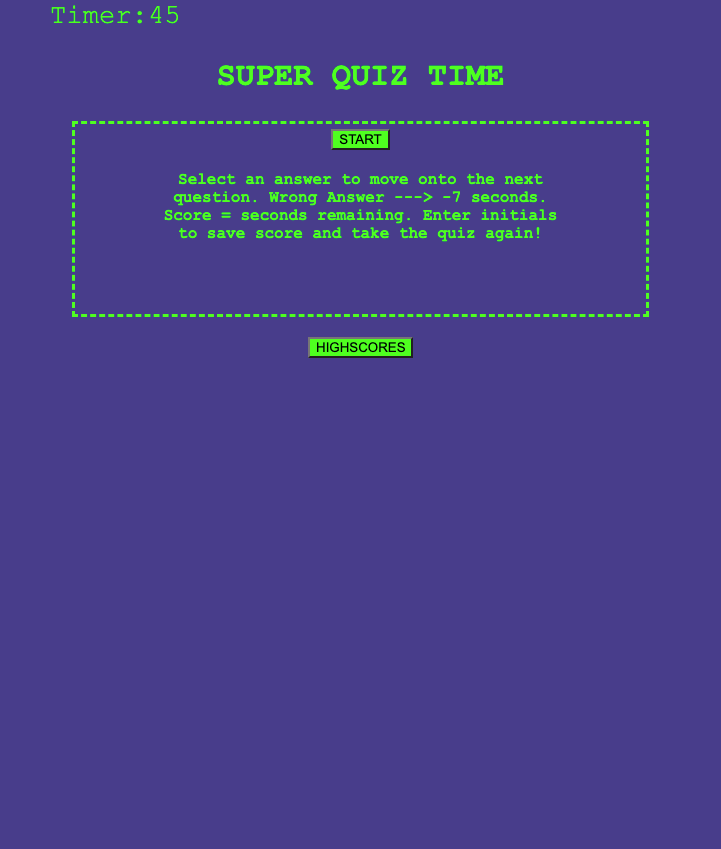 Timer:45
SUPER QUIZ TIME
START
Select an answer to move onto the next
question. Wrong Answer ---> -7 seconds.
Score = seconds remaining. Enter initials
to save score and take the quiz again!
HIGHSCORES